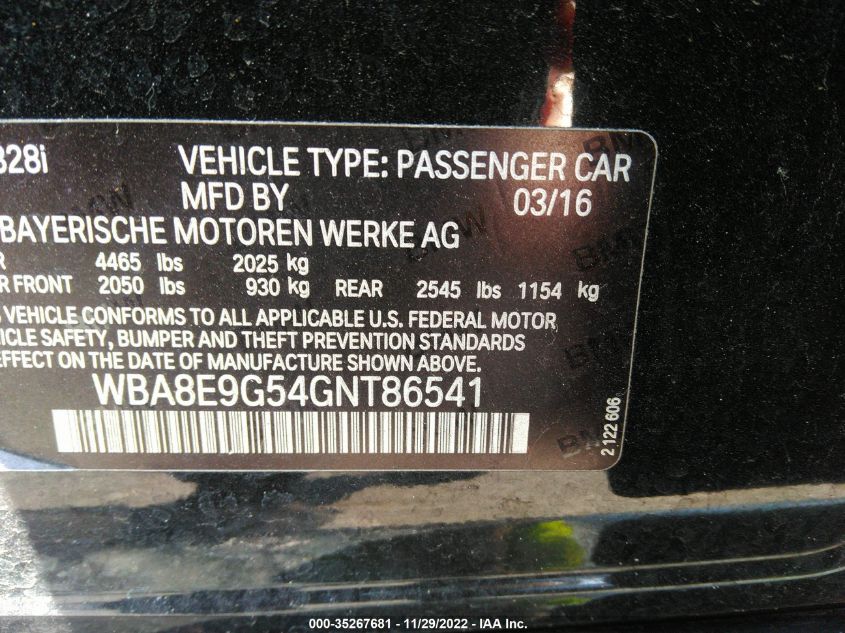 328i VEHICLE TYPE: PASSENGER CAR
MFD BY 03/16
BAYERISCHE MOTOREN WERKE AG
4465 lbs 2025 kg
FRONT 2050 lbs 930 kg REAR 2545 lbs 1154 kg
VEHICLE CONFORMS TO ALL APPLICABLE U.S. FEDERAL MOTOR
SAFETY, BUMPER AND THEFT PREVENTION STANDARDS
EFFECT ON THE DATE OF MANUFACTURE SHOWN ABOVE.
WBA8E9G54GNT86541
2 122 606
000-35267681 - 11/29/2022 - IAA Inc.